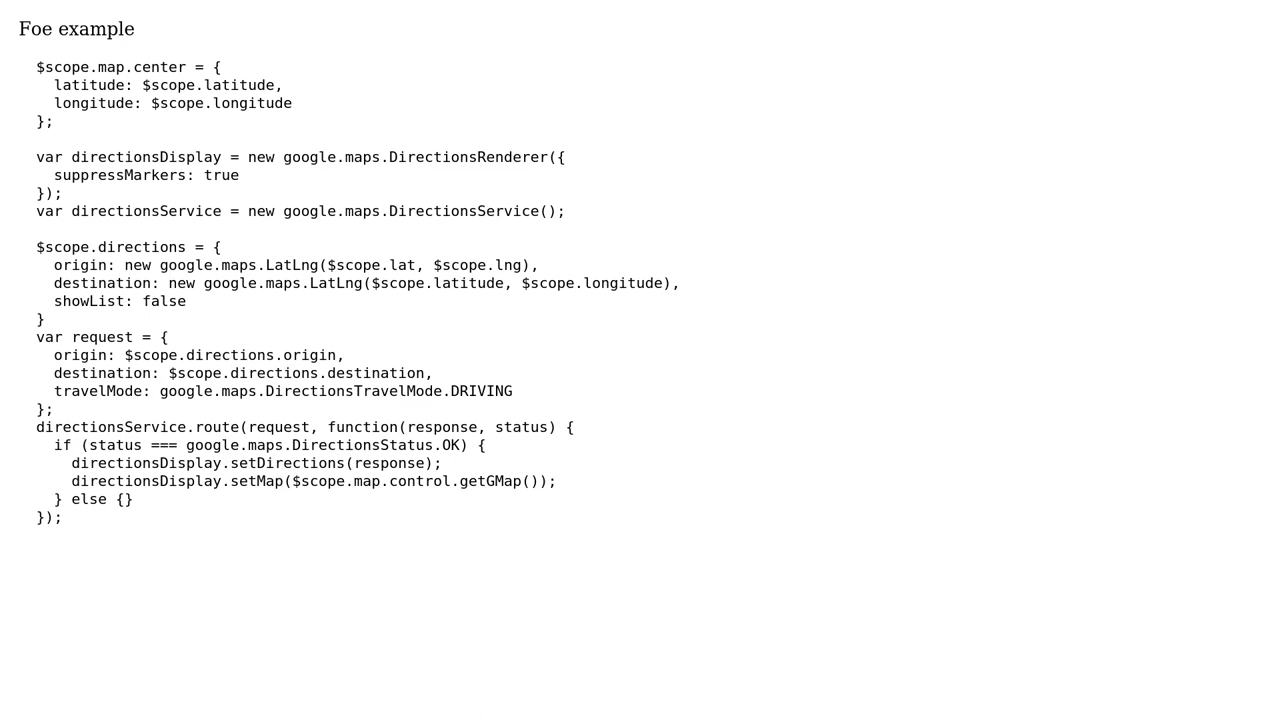 Foe example
$scope.map.center = {
  latitude: $scope.latitude,
  longitude: $scope.longitude
};

var directionsDisplay = new google.maps.DirectionsRenderer({
  suppressMarkers: true
});
var directionsService = new google.maps.DirectionsService();

$scope.directions = {
  origin: new google.maps.LatLng($scope.lat, $scope.lng),
  destination: new google.maps.LatLng($scope.latitude, $scope.longitude),
  showList: false
}
var request = {
  origin: $scope.directions.origin,
  destination: $scope.directions.destination,
  travelMode: google.maps.DirectionsTravelMode.DRIVING
};
directionsService.route(request, function(response, status) {
  if (status === google.maps.DirectionsStatus.OK) {
    directionsDisplay.setDirections(response);
    directionsDisplay.setMap($scope.map.control.getGMap());
  } else {}
});